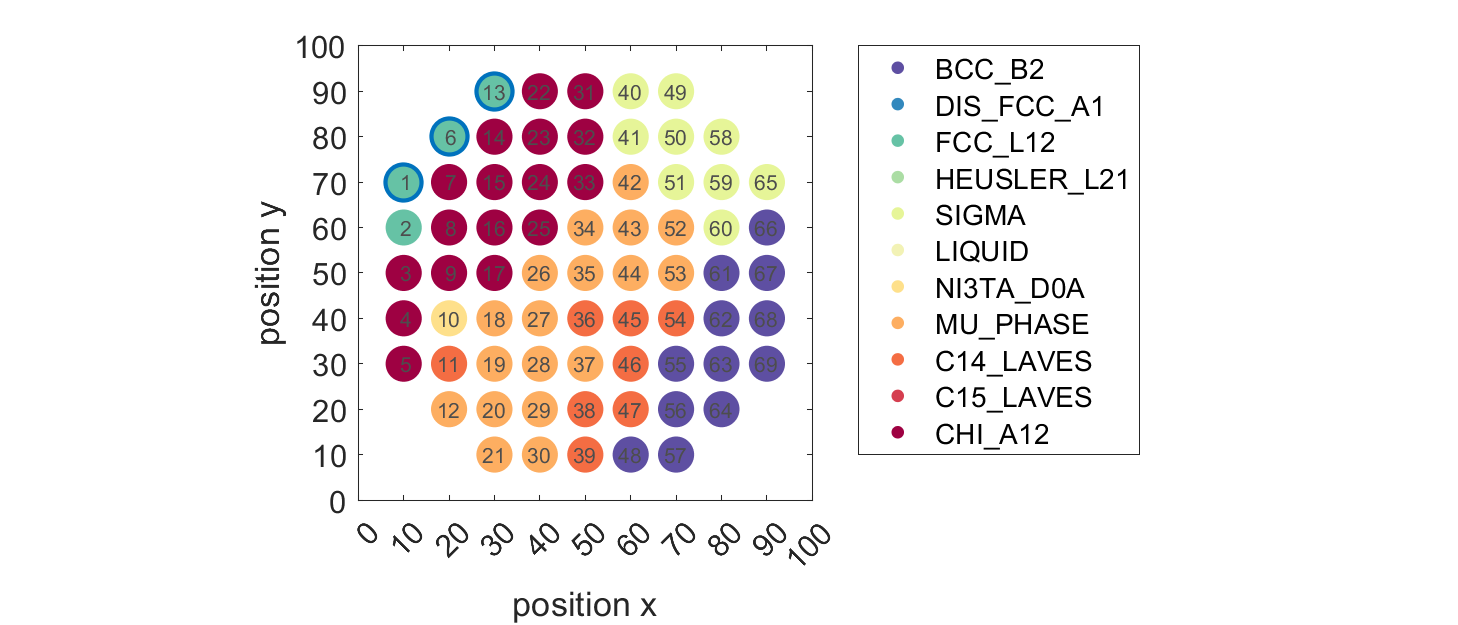 100
90
80
70
60
50
40
30
20
10
0
13 22 31 40 49
6 14 23 32 41 50 58
1 7 15 24 33 42 51 59 65
2 8 16 25 34 43 52 60 66
3 9 17 26 35 44 53 61 67
4 10 18 27 36 45 54 62 68
5 11 19 28 37 46 55 63 69
12 20 29 38 47 56 64
21 30 39 48 57
position y
0 10 20 30 40 50 60 70 80 90 100
position x
BCC_B2
DIS_FCC_A1
FCC_L12
HEUSLER_L21
SIGMA
LIQUID
NI3TA_D0A
MU_PHASE
C14_LAVES
C15_LAVES
CHI_A12